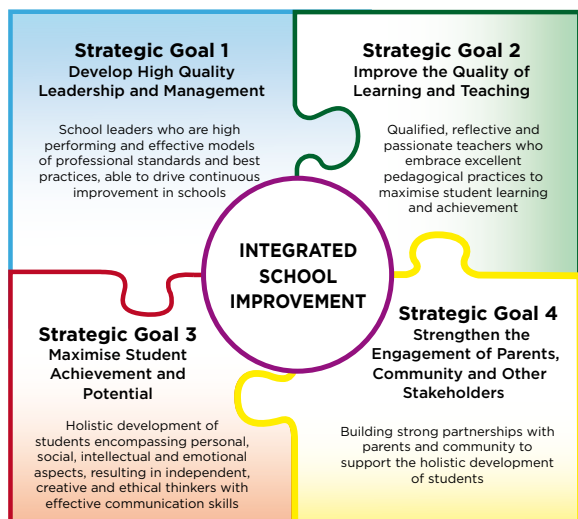 Strategic Goal 1
Develop High Quality
Leadership and Management
School leaders who are high
performing and effective models
of professional standards and best
practices, able to drive continuous
improvement in schools
Strategic Goal 2
Improve the Quality of
Learning and Teaching
Qualified, reflective and
passionate teachers who
embrace excellent
pedagogical practices to
maximise student learning
and achievement
INTEGRATED
SCHOOL
IMPROVEMENT
Strategic Goal 3
Maximise Student
Achievement and
Potential
Holistic development of
students encompassing personal,
social, intellectual and emotional
aspects, resulting in independent,
creative and ethical thinkers with
effective communication skills
Strategic Goal 4
Strengthen the
Engagement of Parents,
Community and Other
Stakeholders
Building strong partnerships with
parents and community to
support the holistic development
of students